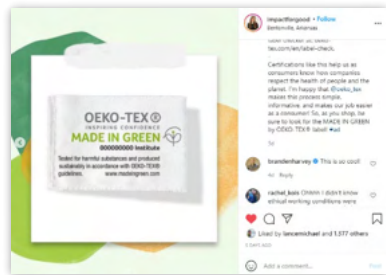 OEKO-TEX®
INSPIRING CONFIDENCE
MADE IN GREEN
000000000 Institute
Tested for harmful substances and produced
sustainably in accordance with OEKO-TEX®
guidelines. www.madeingreen.com
impactforgood • Follow
Bentonville, Arkansas
tex.com/en/label-check.
Certifications like this help us as
consumers know how companies
respect the health of people and the
planet. I'm happy that @oeko_tex
makes this process simple,
informative, and makes our job easier
as a consumer! So, as you shop, be
sure to look for the MADE IN GREEN
by OEKO-TEX® label! #ad
brandenharvey This is so cool!
Reply
rachel_kois I didn't know
ethical working conditions were
Liked by lancemichael and 1,377 others
Add a comment...
Post